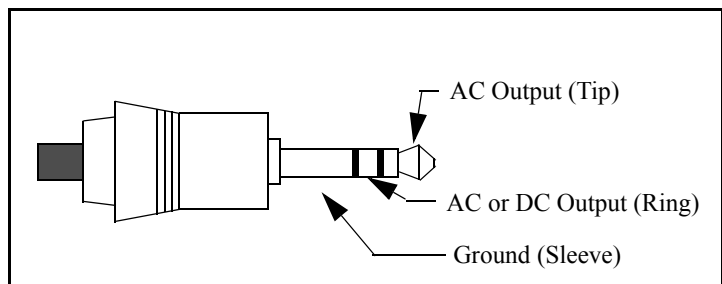 AC Output (Tip)
AC or DC Output (Ring)
Ground (Sleeve)